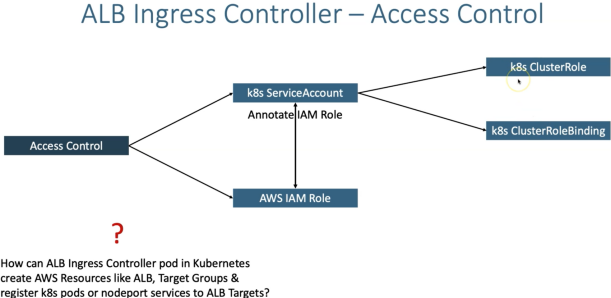 ALB Ingress Controller – Access Control
k8s ClusterRole
k8s ServiceAccount
Annotate IAM Role
k8s ClusterRoleBinding
Access Control
AWS IAM Role
?
How can ALB Ingress Controller pod in Kubernetes
create AWS Resources like ALB, Target Groups &
register k8s pods or nodeport services to ALB Targets?